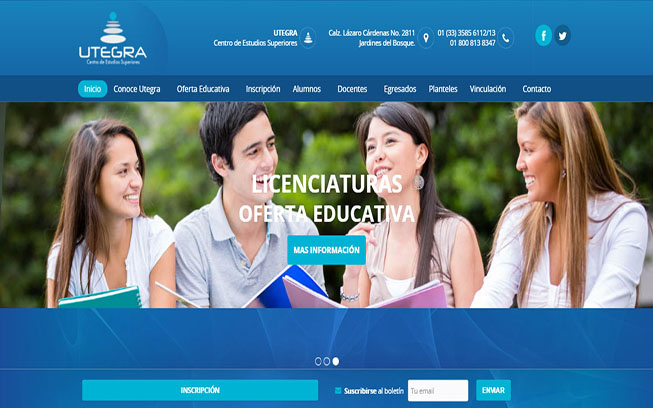 UTEGRA
Centro de Estudios Superiores
UTEGRA
Centro de Estudios Superiores
Calz. Lázaro Cárdenas No. 2811
Jardines del Bosque.
01 (33) 3585 6112/13
01 800 813 8347
Inicio Conoce Utegra Oferta Educativa Inscripción Alumnos Docentes Egresados Planteles Vinculación Contacto
LICENCIATURAS
OFERTA EDUCATIVA
MAS INFORMACIÓN
INSCRIPCIÓN
Suscribirse al boletín Tu email ENVIAR